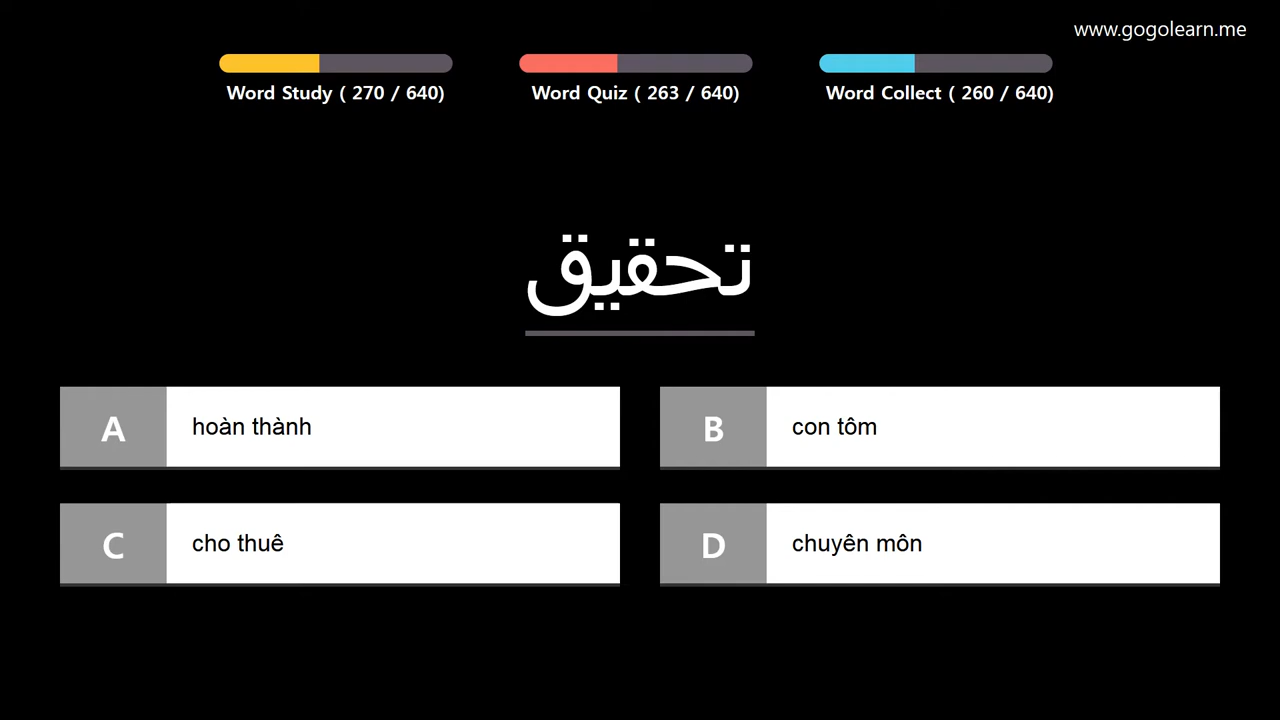 www.gogolearn.me
Word Study ( 270 / 640)
Word Quiz ( 263 / 640)
Word Collect ( 260 / 640)
تحقيق
A hoàn thành
B con tôm
C cho thuê
D chuyên môn